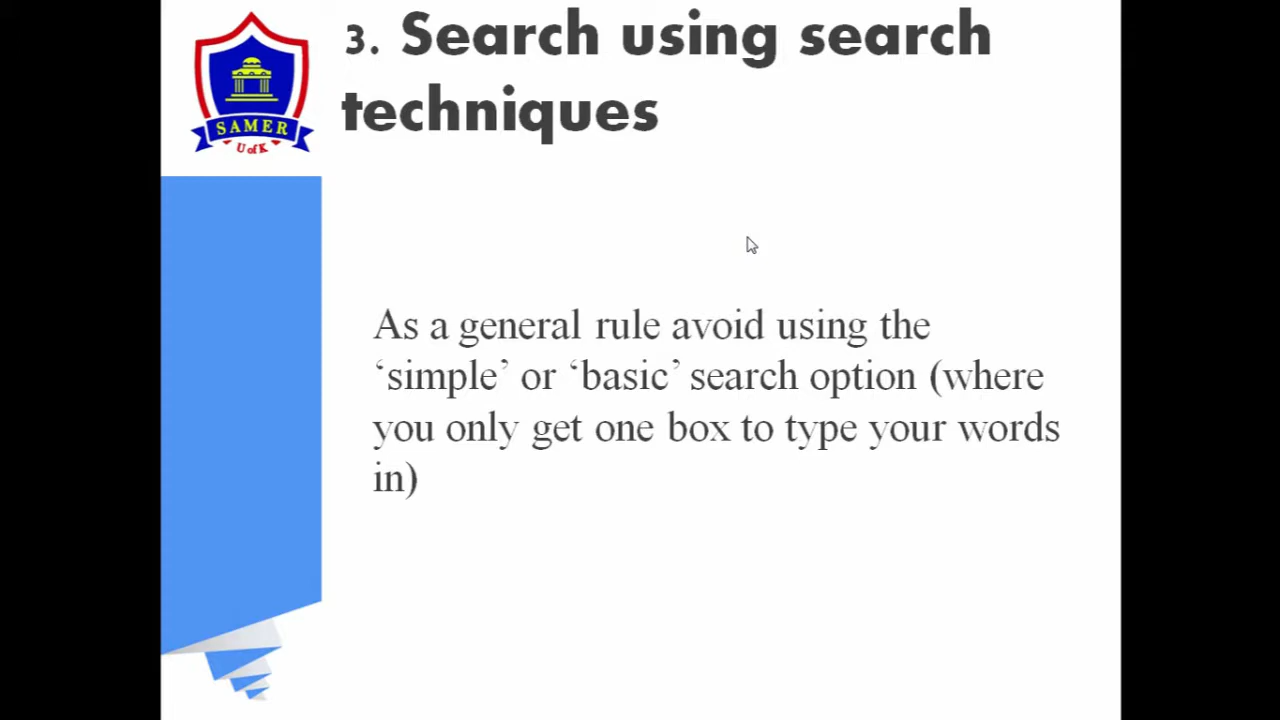 3. Search using search
techniques
SAMER
U of K
As a general rule avoid using the
‘simple’ or ‘basic’ search option (where
you only get one box to type your words
in)